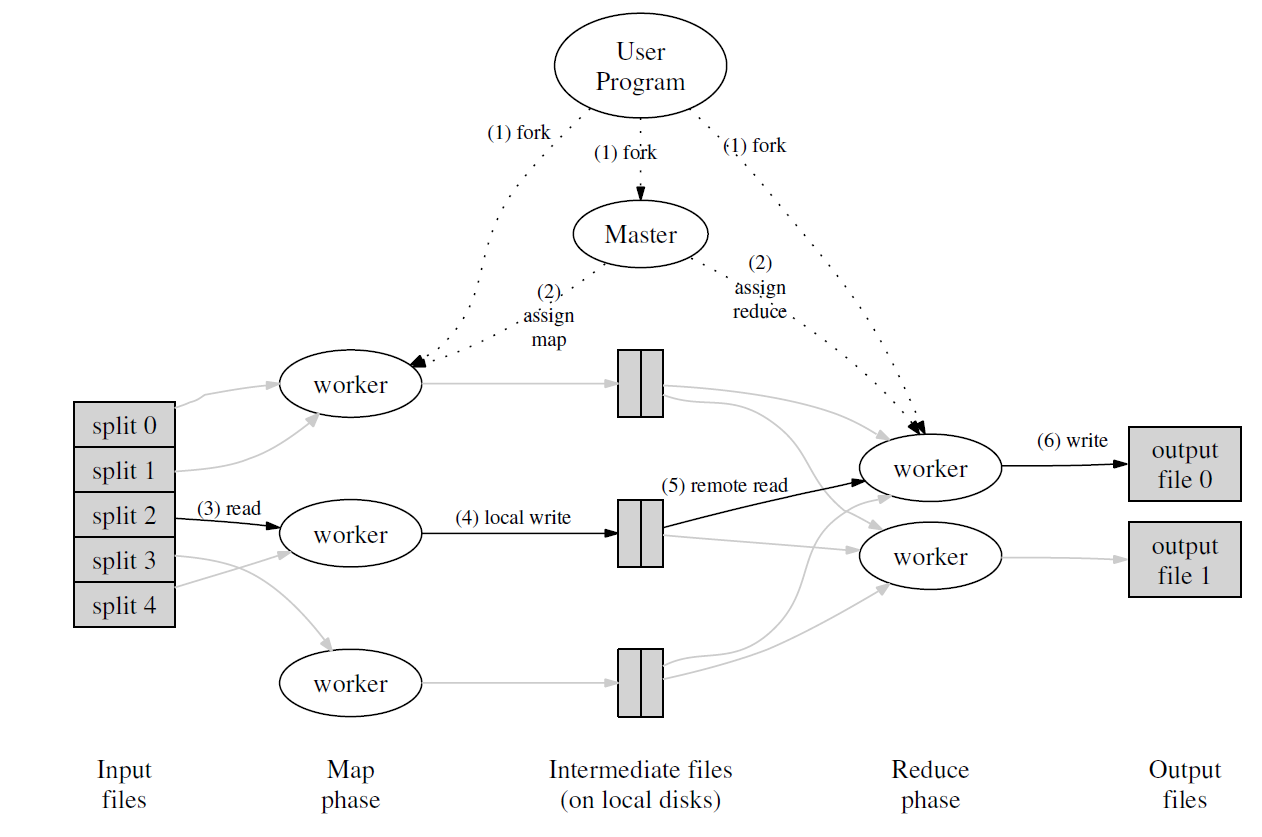 User
Program
(1) fork
(1) fork
(1) fork
Master
(2)
assign
map
(2)
assign
reduce
worker
split 0
split 1
split 2
split 3
split 4
(3) read
worker
(4) local write
(5) remote read
worker
(6) write
output
file 0
worker
output
file 1
worker
Input
files
Map
phase
Intermediate files
(on local disks)
Reduce
phase
Output
files